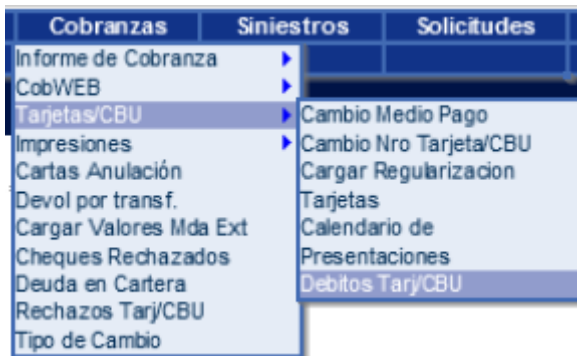 Cobranzas Siniestros Solicitudes
Informe de Cobranza
CobWEB
Tarjetas/CBU
Impresiones
Cartas Anulación
Devol por transf.
Cargar Valores Mda Ext
Cheques Rechazados
Deuda en Cartera
Rechazos Tarj/CBU
Tipo de Cambio
Cambio Medio Pago
Cambio Nro Tarjeta/CBU
Cargar Regularizacion
Tarjetas
Calendario de
Presentaciones
Debitos Tarj/CBU